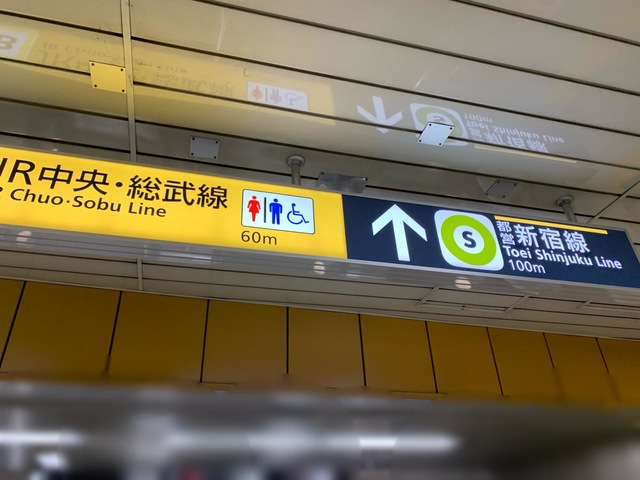 JR中央・総武線
Chuo-Sobu Line
60m
S
都営新宿線
Toei Shinjuku Line
100m